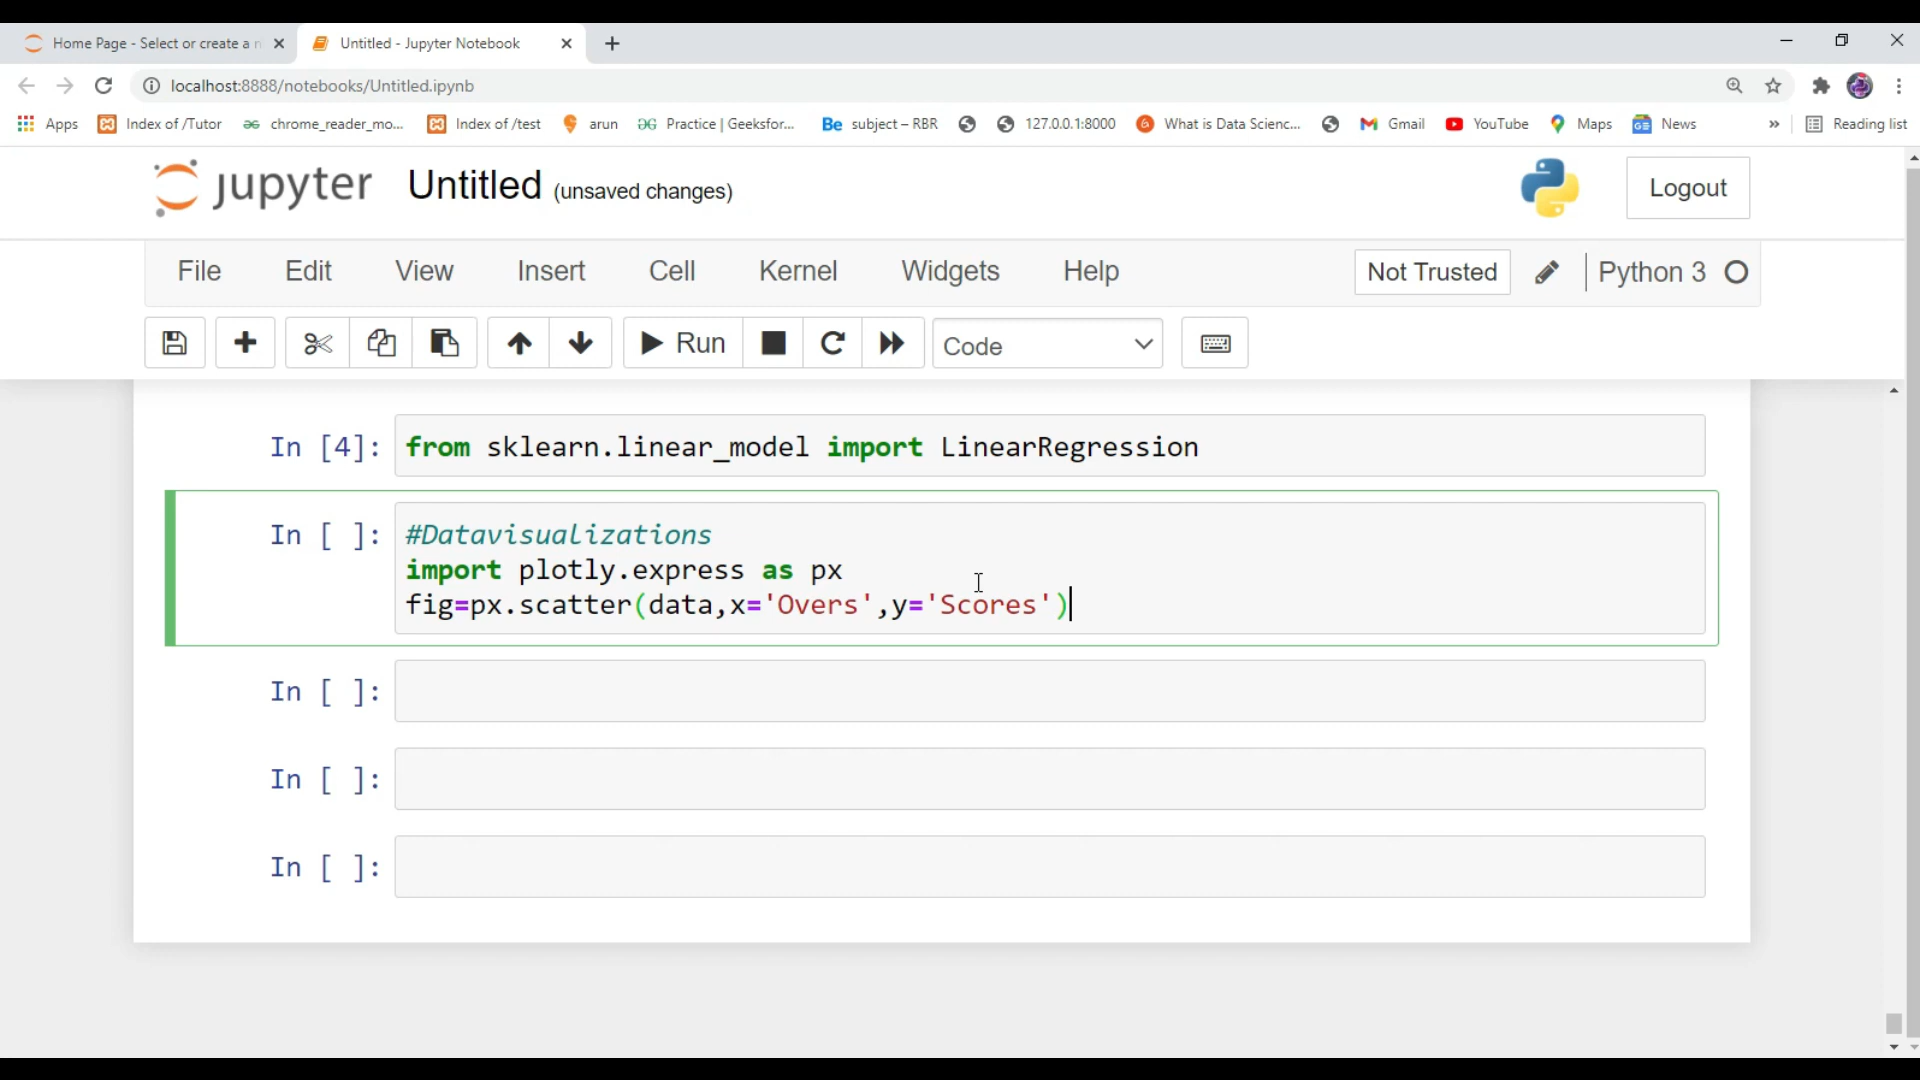 Home Page - Select or create a n
Untitled - Jupyter Notebook
localhost:8888/notebooks/Untitled.ipynb
Apps
Index of /Tutor
chrome_reader_mo...
Index of /test
arun
Practice | Geeksfor...
Be subject – RBR
127.0.0.1:8000
What is Data Scienc...
Gmail
YouTube
Maps
GE News
»
Reading list
jupyter Untitled (unsaved changes)
Logout
File Edit View Insert Cell Kernel Widgets Help
Not Trusted
Python 3
Run
Code
In [4]: from sklearn.linear_model import LinearRegression
In [ ]: #Datavisualizations
import plotly.express as px
fig=px.scatter(data,x='Overs',y='Scores')
In [ ]:
In [ ]:
In [ ]: